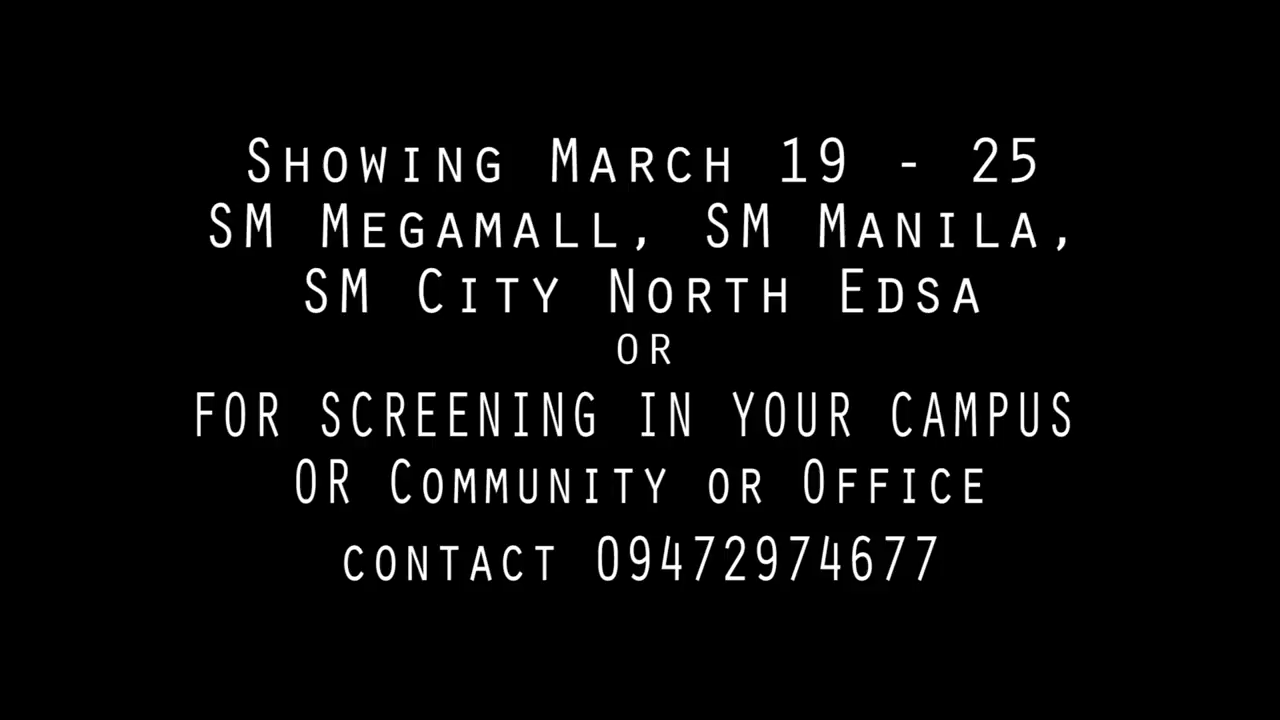 Showing March 19 - 25
SM Megamall, SM Manila,
SM City North Edsa
or
FOR SCREENING IN YOUR CAMPUS
OR Community or Office
contact 09472974677